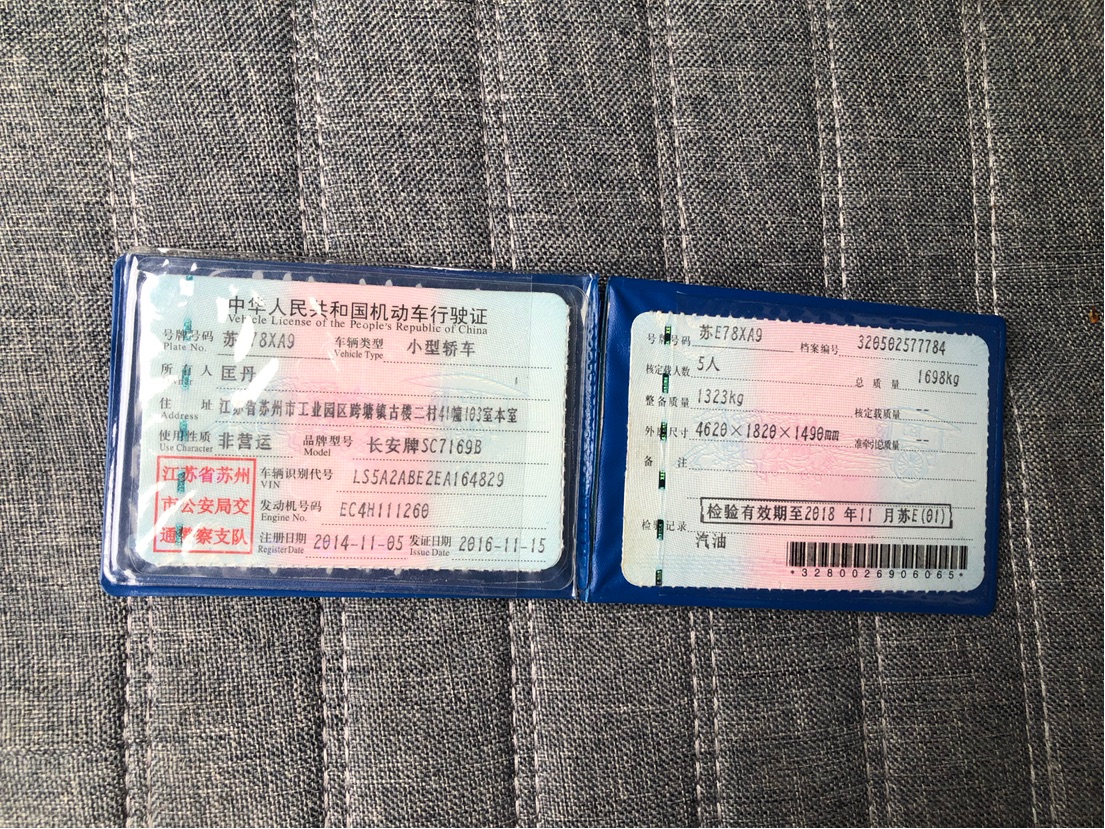 中华人民共和国机动车行驶证
Vehicle License of the People's Republic of China
号牌号码 苏 78XA9 车辆类型 小型轿车
Plate No. Vehicle Type
所有人 匡丹
住址 江苏省苏州市工业园区跨塘镇古楼二村41幢103室本室
Address
使用性质 非营运 品牌型号 长安牌SC7169B
Use Character Model
江苏省苏州
市公安局交
通警察支队
车辆识别代号 LS5A2ABE2EA164829
VIN
发动机号码 EC4H111260
Engine No.
注册日期 2014-11-05 发证日期 2016-11-15
Register Date Issue Date
号牌号码 苏E78XA9 档案编号 320502577784
核定载人数 5人 总质量 1698kg
整备质量 1323kg 核定载质量 --
外廓尺寸 4620×1820×1490mm 准牵引总质量 --
备注
检验有效期至2018 年11 月苏E(01)
检验记录
汽油
*3280026906065*